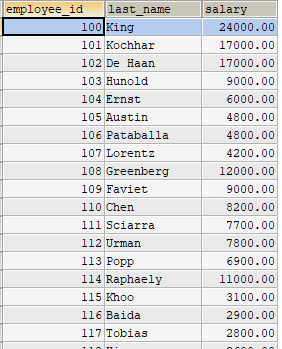 employee_id last_name salary
100 King 24000.00
101 Kochhar 17000.00
102 De Haan 17000.00
103 Hunold 9000.00
104 Ernst 6000.00
105 Austin 4800.00
106 Pataballa 4800.00
107 Lorentz 4200.00
108 Greenberg 12000.00
109 Faviet 9000.00
110 Chen 8200.00
111 Sciarra 7700.00
112 Urman 7800.00
113 Popp 6900.00
114 Raphaely 11000.00
115 Khoo 3100.00
116 Baida 2900.00
117 Tobias 2800.00